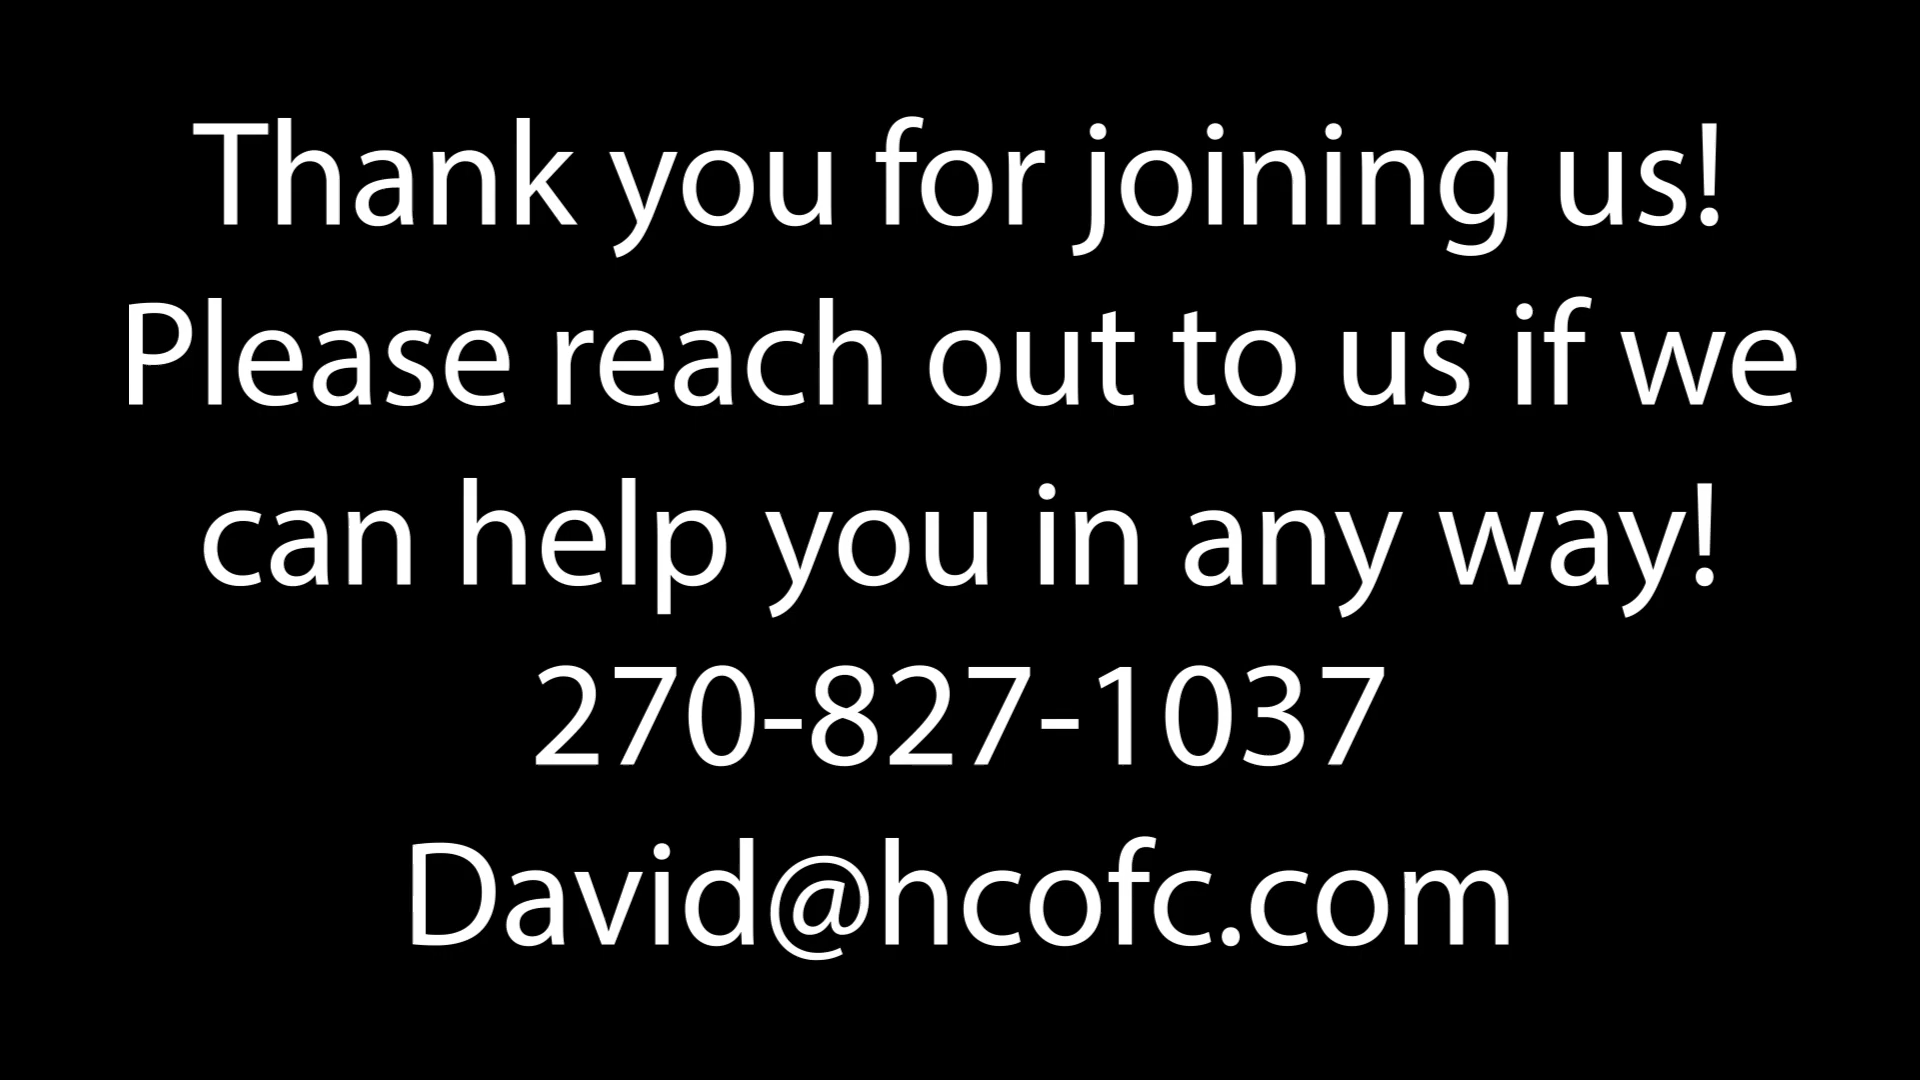 Thank you for joining us!
Please reach out to us if we
can help you in any way!
270-827-1037
David@hcofc.com